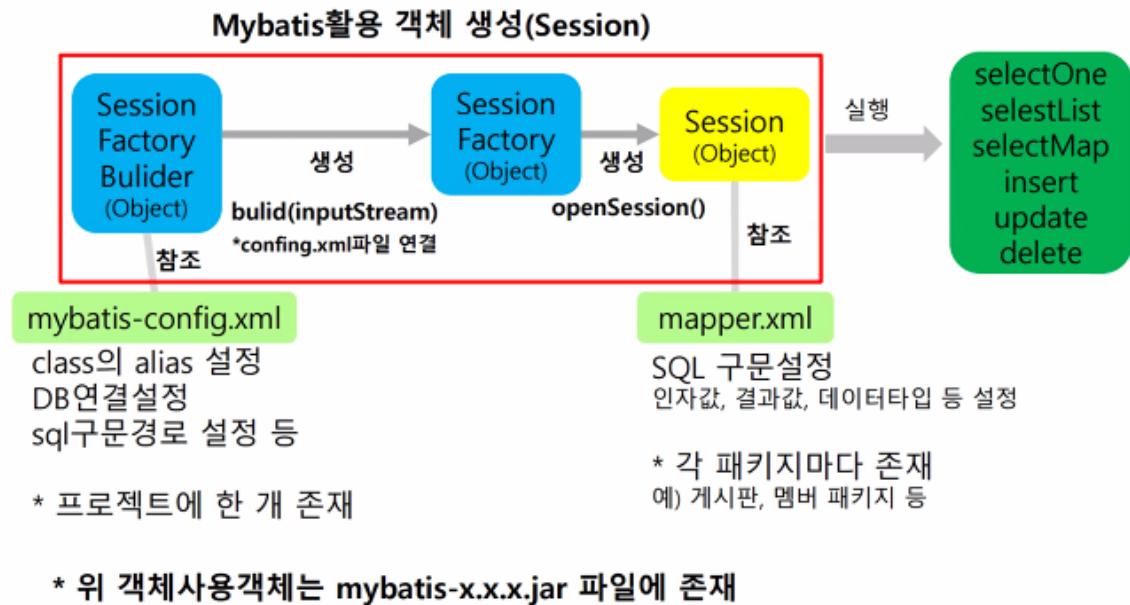 Mybatis활용 객체 생성(Session)
Session
Factory
Bulider
(Object)
생성
bulid(inputStream)
*confing.xml파일 연결
Session
Factory
(Object)
생성
openSession()
Session
(Object)
실행
selectOne
selestList
selectMap
insert
update
delete
참조
참조
mybatis-config.xml
class의 alias 설정
DB연결설정
sql구문경로 설정 등
* 프로젝트에 한 개 존재
mapper.xml
SQL 구문설정
인자값, 결과값, 데이터타입 등 설정
* 각 패키지마다 존재
예) 게시판, 멤버 패키지 등
* 위 객체사용객체는 mybatis-x.x.x.jar 파일에 존재